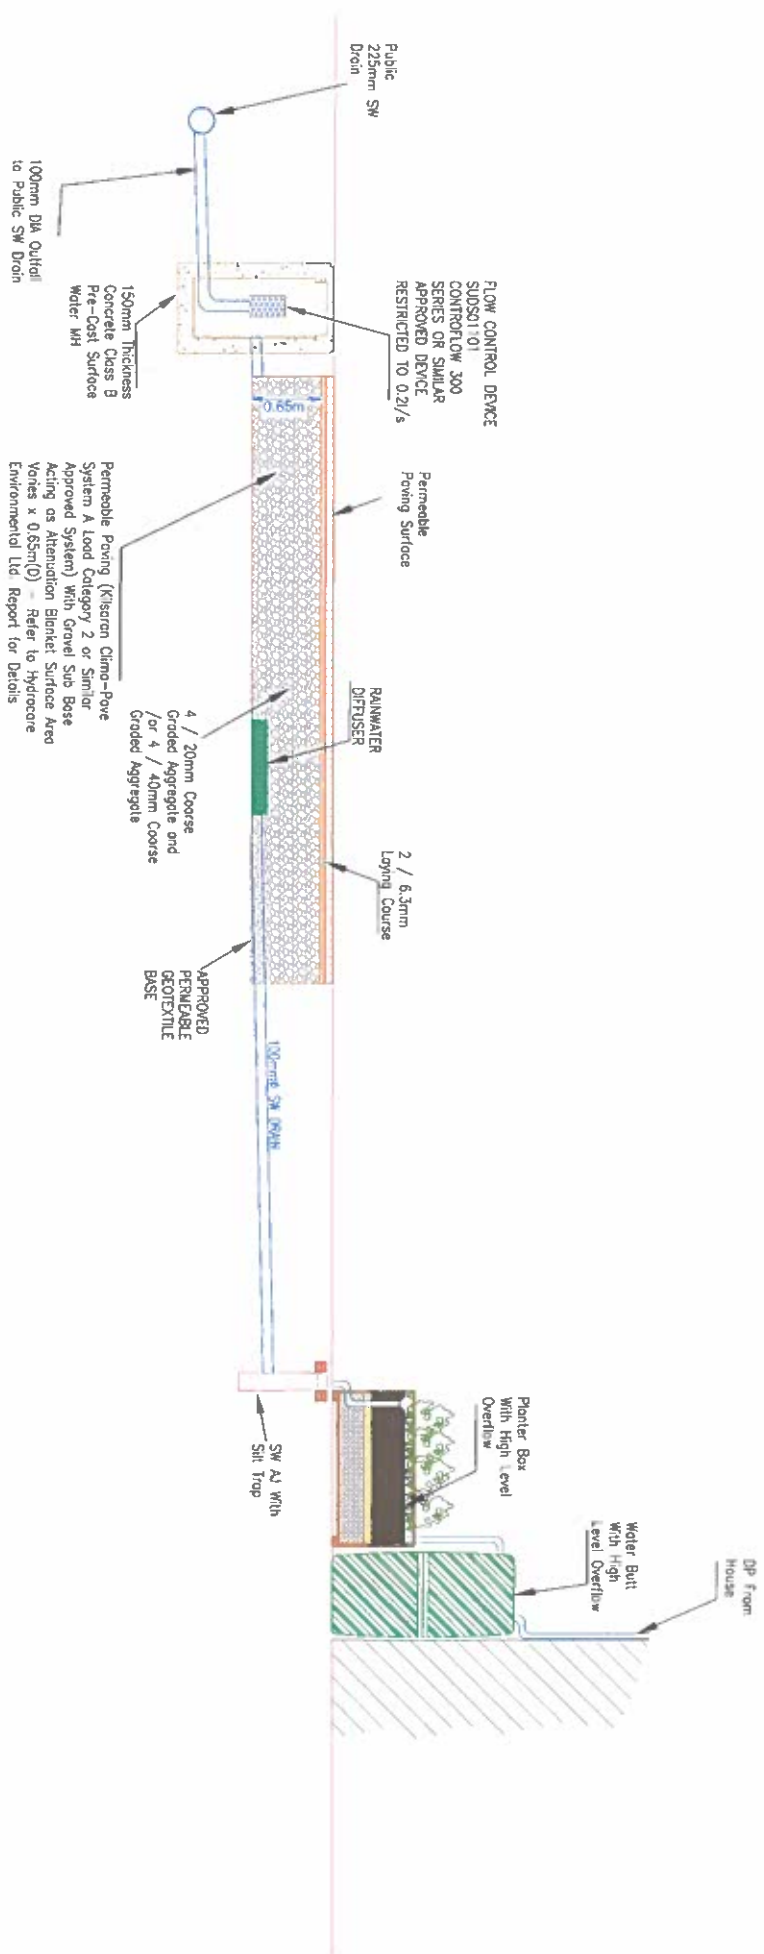 Public
225mm SW
Drain
100mm DIA Outfall
to Public SW Drain
FLOW CONTROL DEVICE
SUDS01101
CONTROFLOW 300
SERIES OR SIMILAR
APPROVED DEVICE
RESTRICTED TO 0.2l/s
150mm Thickness
Concrete Class B
Pre-Cast Surface
Water MH
0.65m
Permeable
Paving Surface
Permeable Paving (Kilsaran Clima-Pave
System A Load Category 2 or Similar
Approved System) With Gravel Sub Base
Acting as Attenuation Blanket Surface Area
Varies x 0.65m(D) - Refer to Hydrocare
Environmental Ltd. Report for Details
RAINWATER
DIFFUSER
4 / 20mm Coarse
Graded Aggregate and
/or 4 / 40mm Coarse
Graded Aggregate
2 / 6.3mm
Laying Course
APPROVED
PERMEABLE
GEOTEXTILE
BASE
100mmØ SW DRAIN
SW AJ With
Silt Trap
Planter Box
With High Level
Overflow
Water Butt
With High
Level Overflow
DP From
House